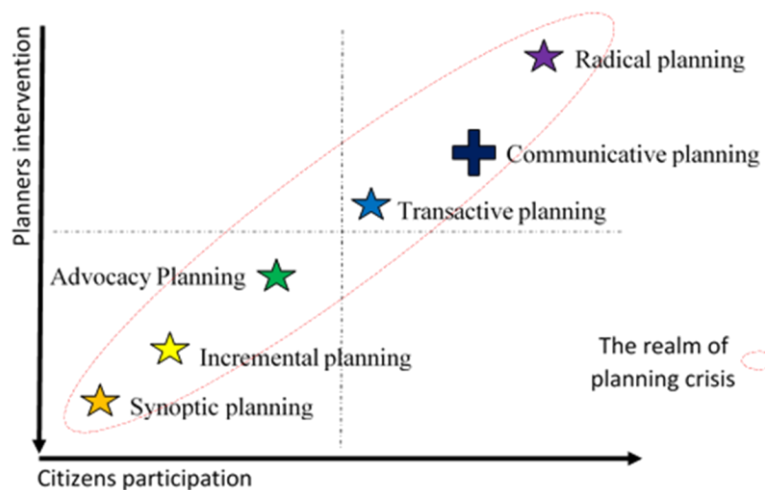 Planners intervention
Radical planning
Communicative planning
Transactive planning
Advocacy Planning
Incremental planning
Synoptic planning
The realm of
planning crisis
Citizens participation